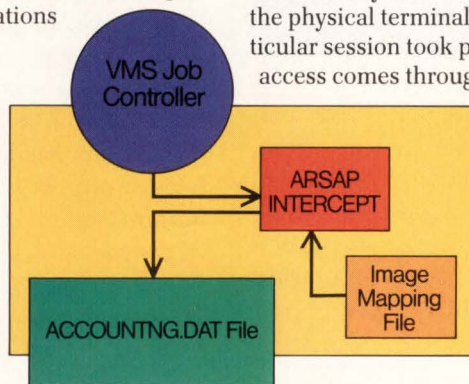 ations
the physical terminal
ticular session took p
access comes throug
VMS Job
Controller
ARSAP
INTERCEPT
Image
Mapping
File
ACCOUNTNG.DAT File